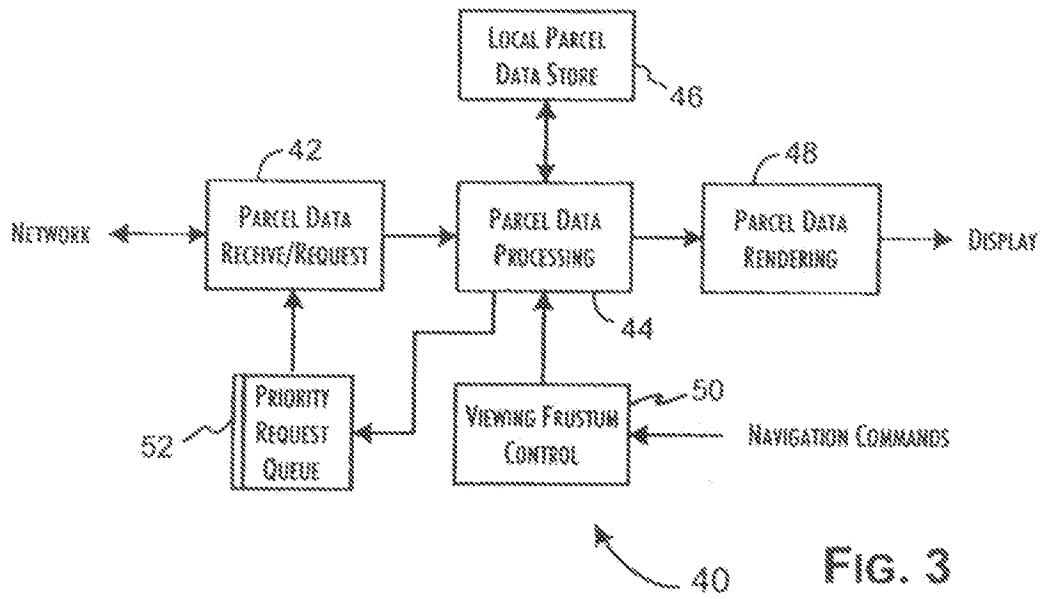 LOCAL PARCEL
DATA STORE
46
42
48
NETWORK
PARCEL DATA
RECEIVE/REQUEST
PARCEL DATA
PROCESSING
PARCEL DATA
RENDERING
DISPLAY
44
52
PRIORITY
REQUEST
QUEUE
VIEWING FRUSTUM
CONTROL
50
NAVIGATION COMMANDS
40
FIG. 3